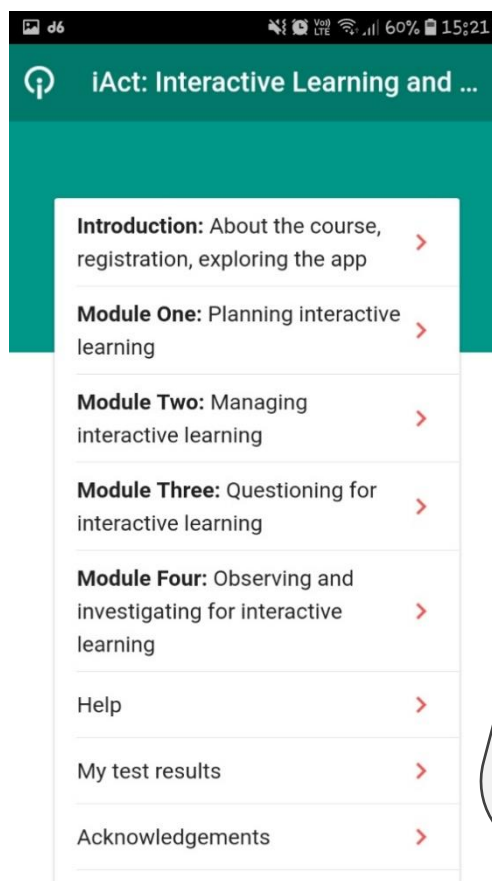 d6 VoD LTE 60% 15:21
iAct: Interactive Learning and ...
Introduction: About the course,
registration, exploring the app
Module One: Planning interactive
learning
Module Two: Managing
interactive learning
Module Three: Questioning for
interactive learning
Module Four: Observing and
investigating for interactive
learning
Help
My test results
Acknowledgements